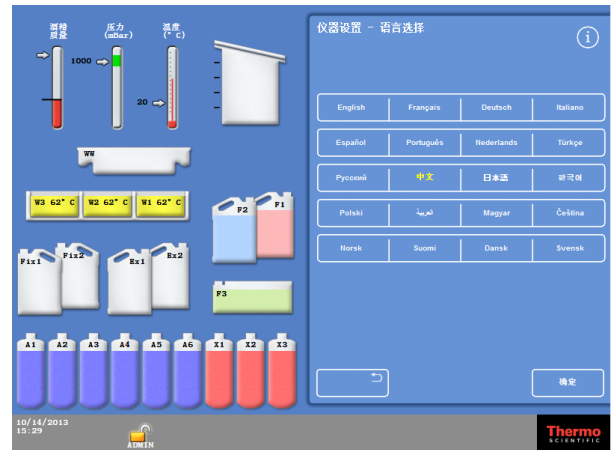 酒精
质量
压力
(mBar)
温度
(° C)
1000
20
WW
W3 62° C
W2 62° C
W1 62° C
F2
F1
Fix1
Fix2
Ex1
Ex2
F3
A1
A2
A3
A4
A5
A6
X1
X2
X3
仪器设置 - 语言选择
i
English
Français
Deutsch
Italiano
Español
Português
Nederlands
Türkçe
Русский
中文
日本語
한국어
Polski
العربية
Magyar
Čeština
Norsk
Suomi
Dansk
Svensk
确定
10/14/2013
15:29
ADMIN
Thermo
SCIENTIFIC